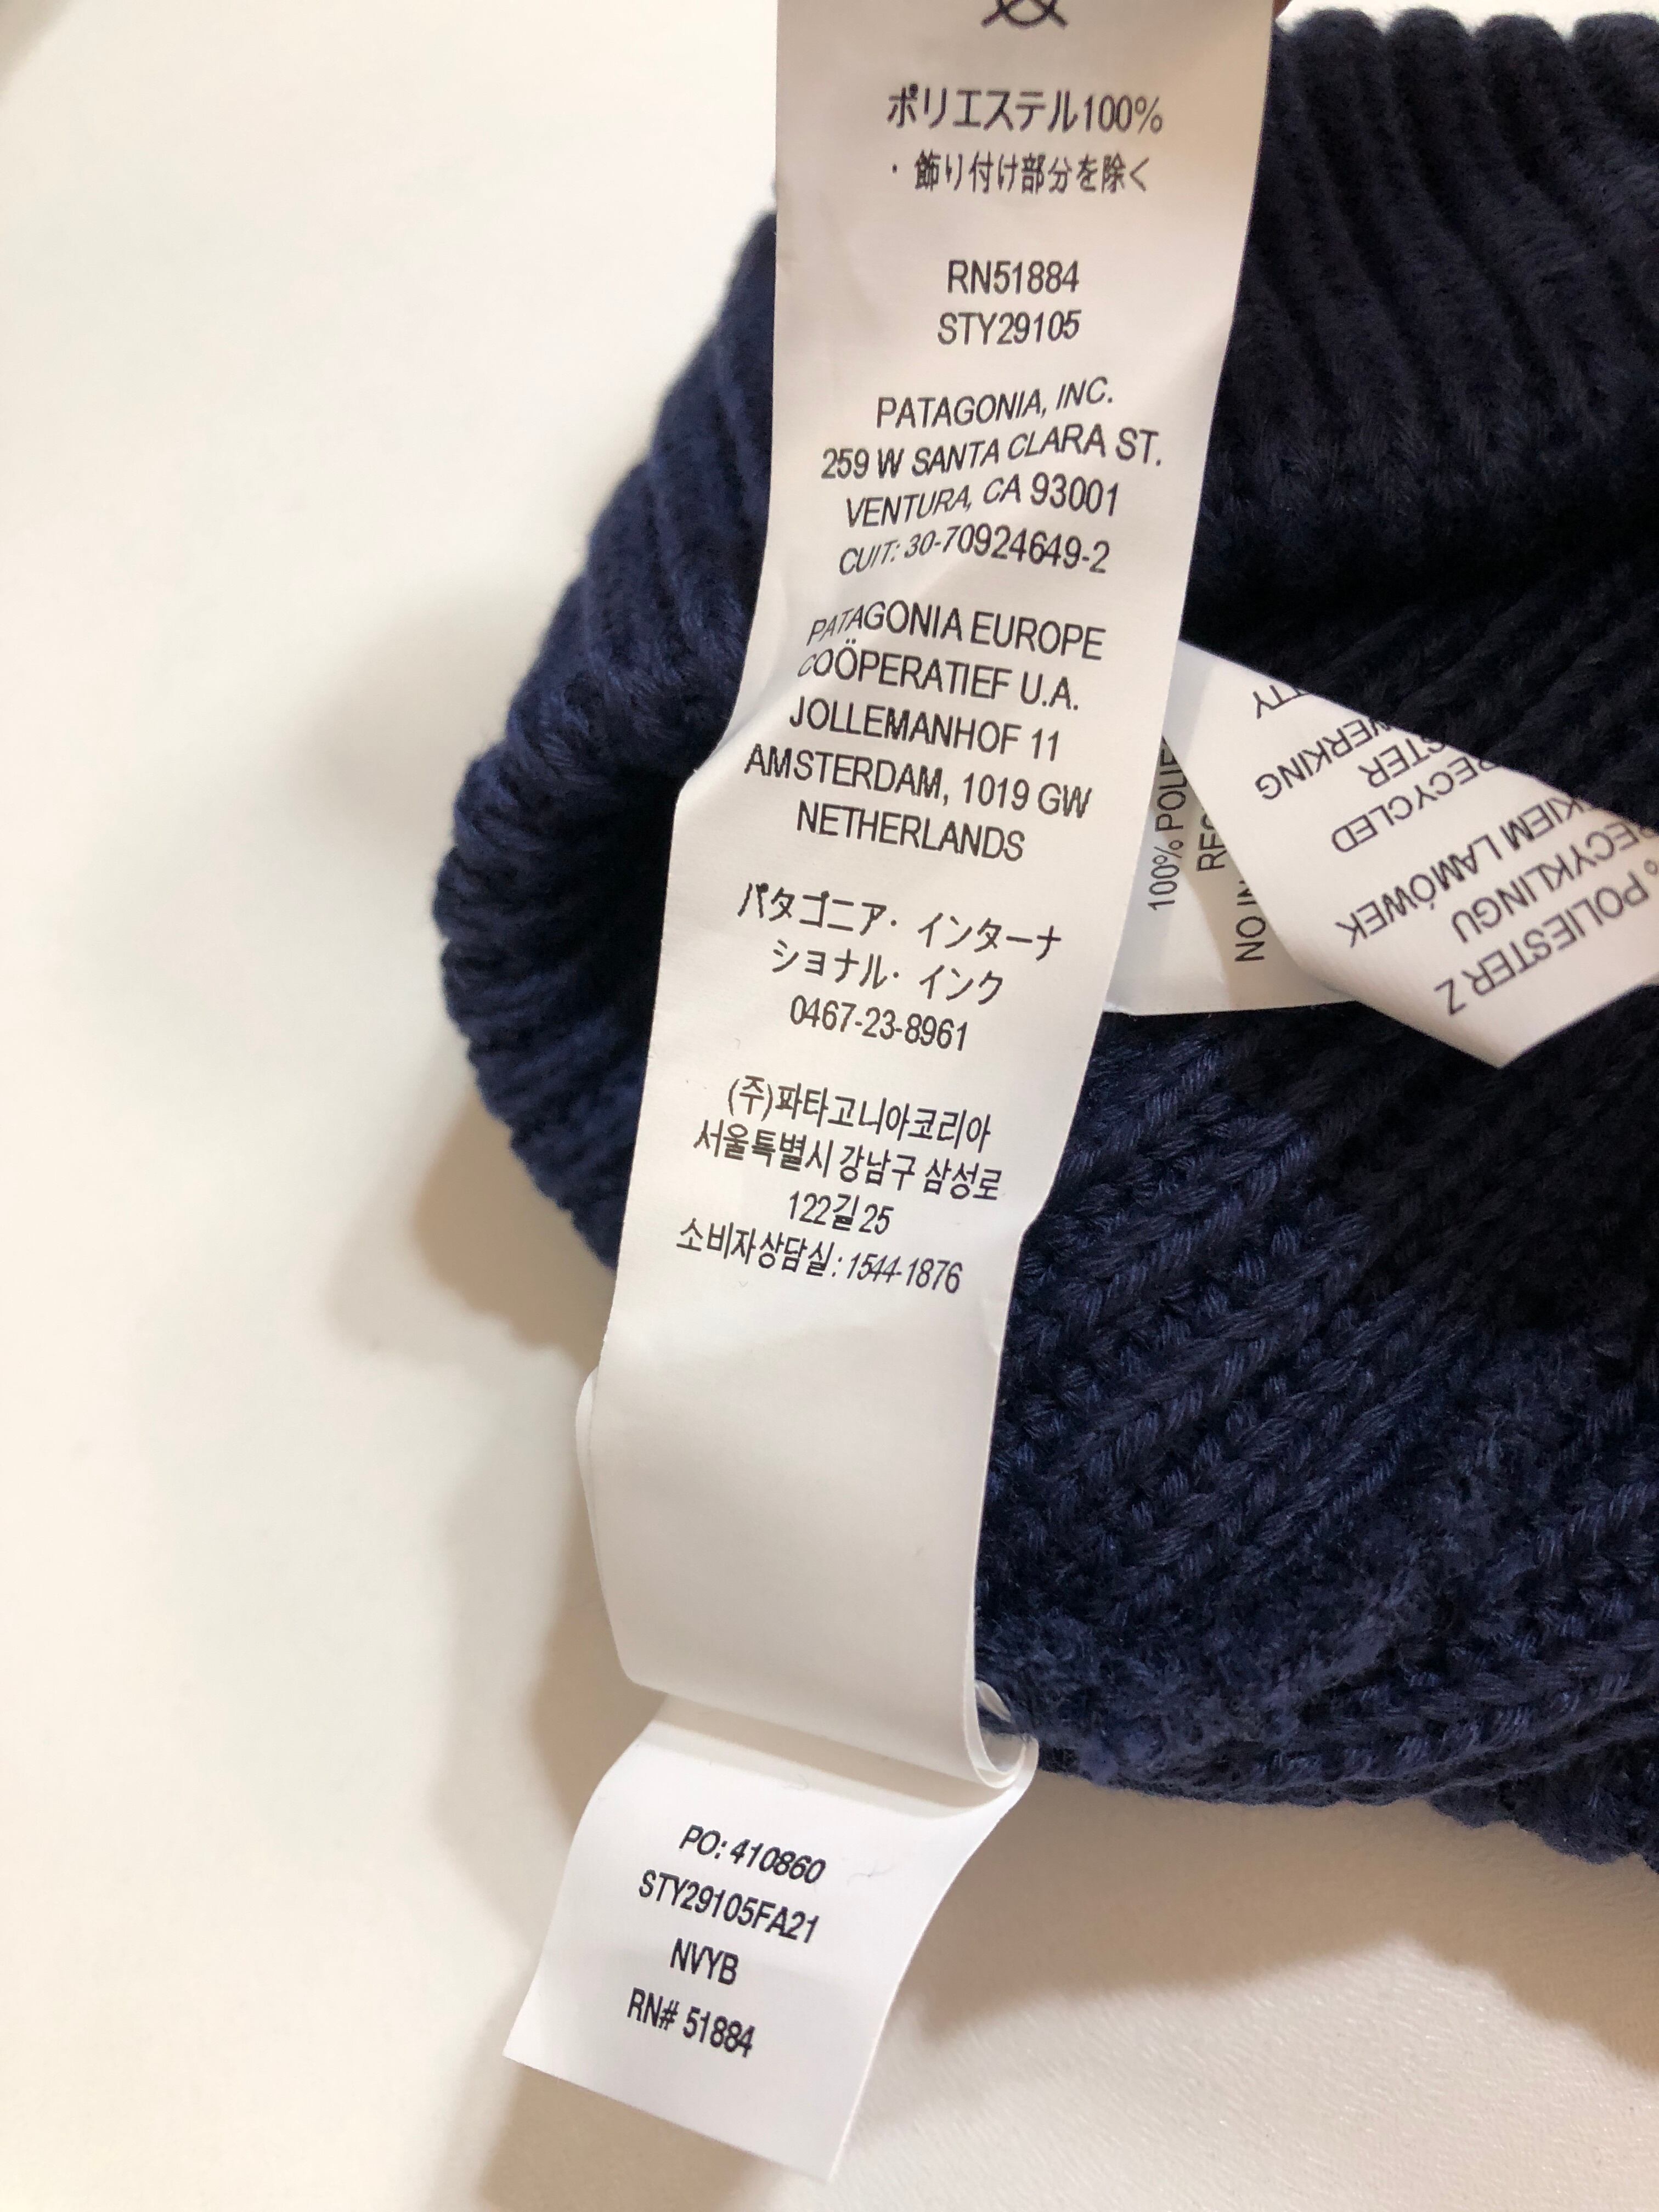 ポリエステル100%
・飾り付け部分を除く
RN51884
STY29105
PATAGONIA, INC.
259 W SANTA CLARA ST.
VENTURA, CA 93001
CUIT: 30-70924649-2
PATAGONIA EUROPE
COÖPERATIEF U.A.
JOLLEMANHOF 11
AMSTERDAM, 1019 GW
NETHERLANDS
パタゴニア・インターナ
ショナル・インク
0467-23-8961
(주)파타고니아코리아
서울특별시 강남구 삼성로
122길 25
소비자상담실: 1544-1876
PO: 410860
STY29105FA21
NVYB
RN# 51884
100%
NO
POLIESTER Z
LAMÓWEK